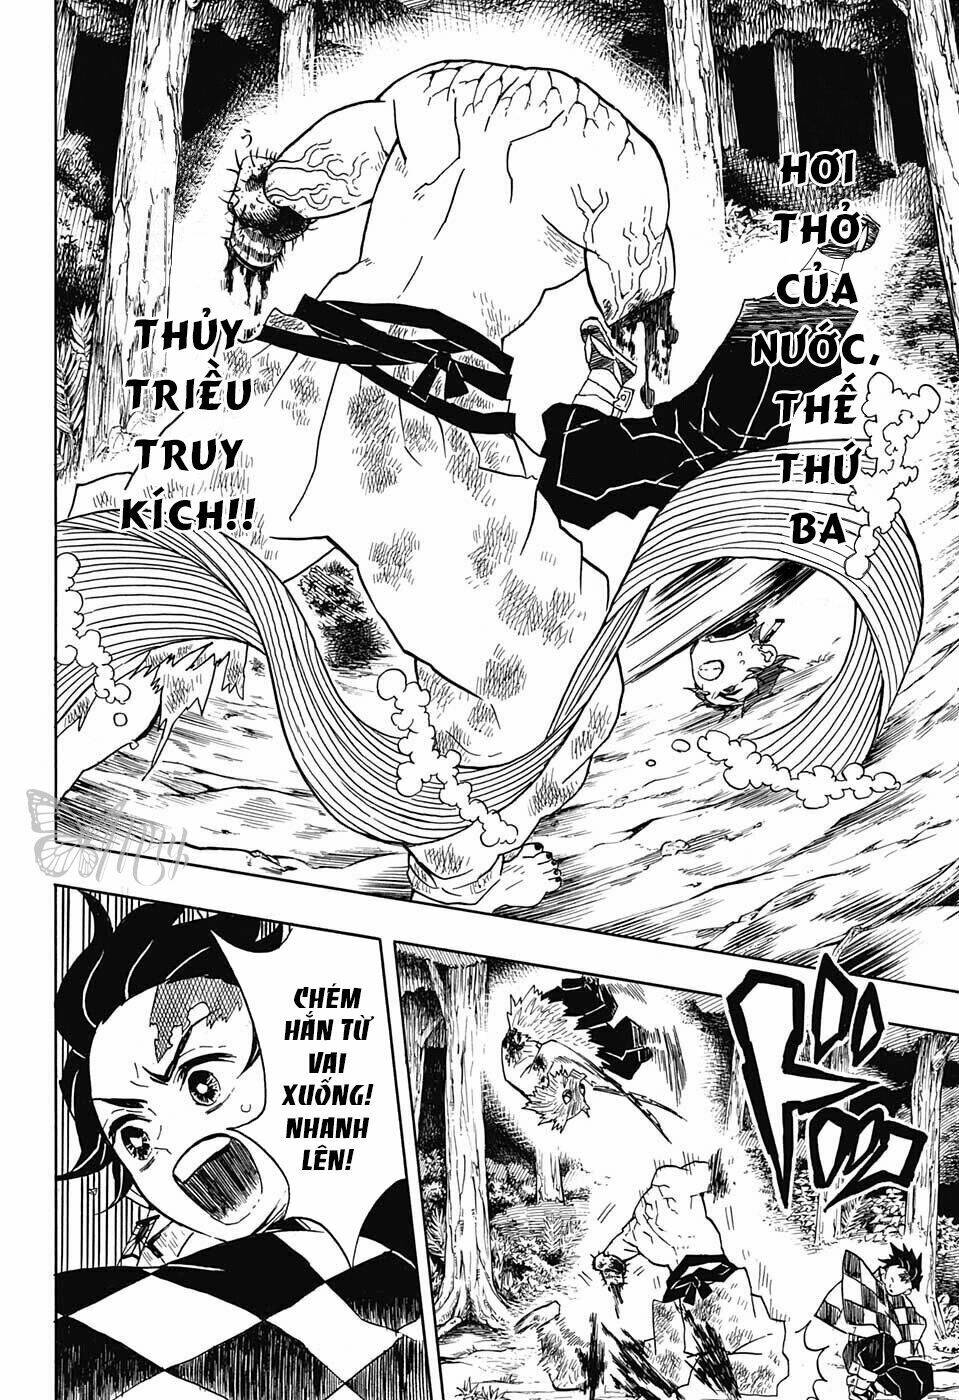 HƠI
THỞ
CỦA
NƯỚC,
THẾ
THỨ
BA
THỦY
TRIỀU
TRUY
KÍCH!!
CHÉM
HẮN TỪ
VAI
XUỐNG!
NHANH
LÊN!